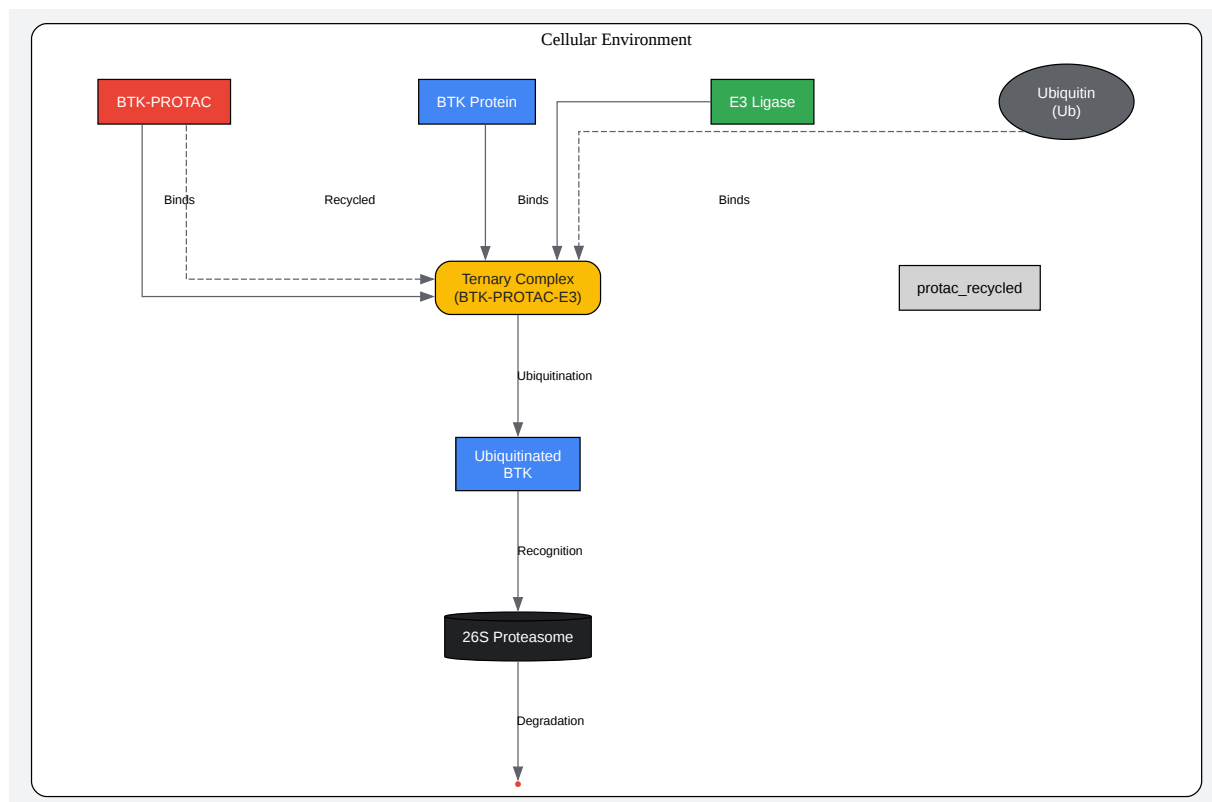 Cellular Environment
BTK-PROTAC
BTK Protein
E3 Ligase
Ubiquitin
(Ub)
Binds
Recycled
Binds
Binds
Ternary Complex
(BTK-PROTAC-E3)
protac_recycled
Ubiquitination
Ubiquitinated
BTK
Recognition
26S Proteasome
Degradation